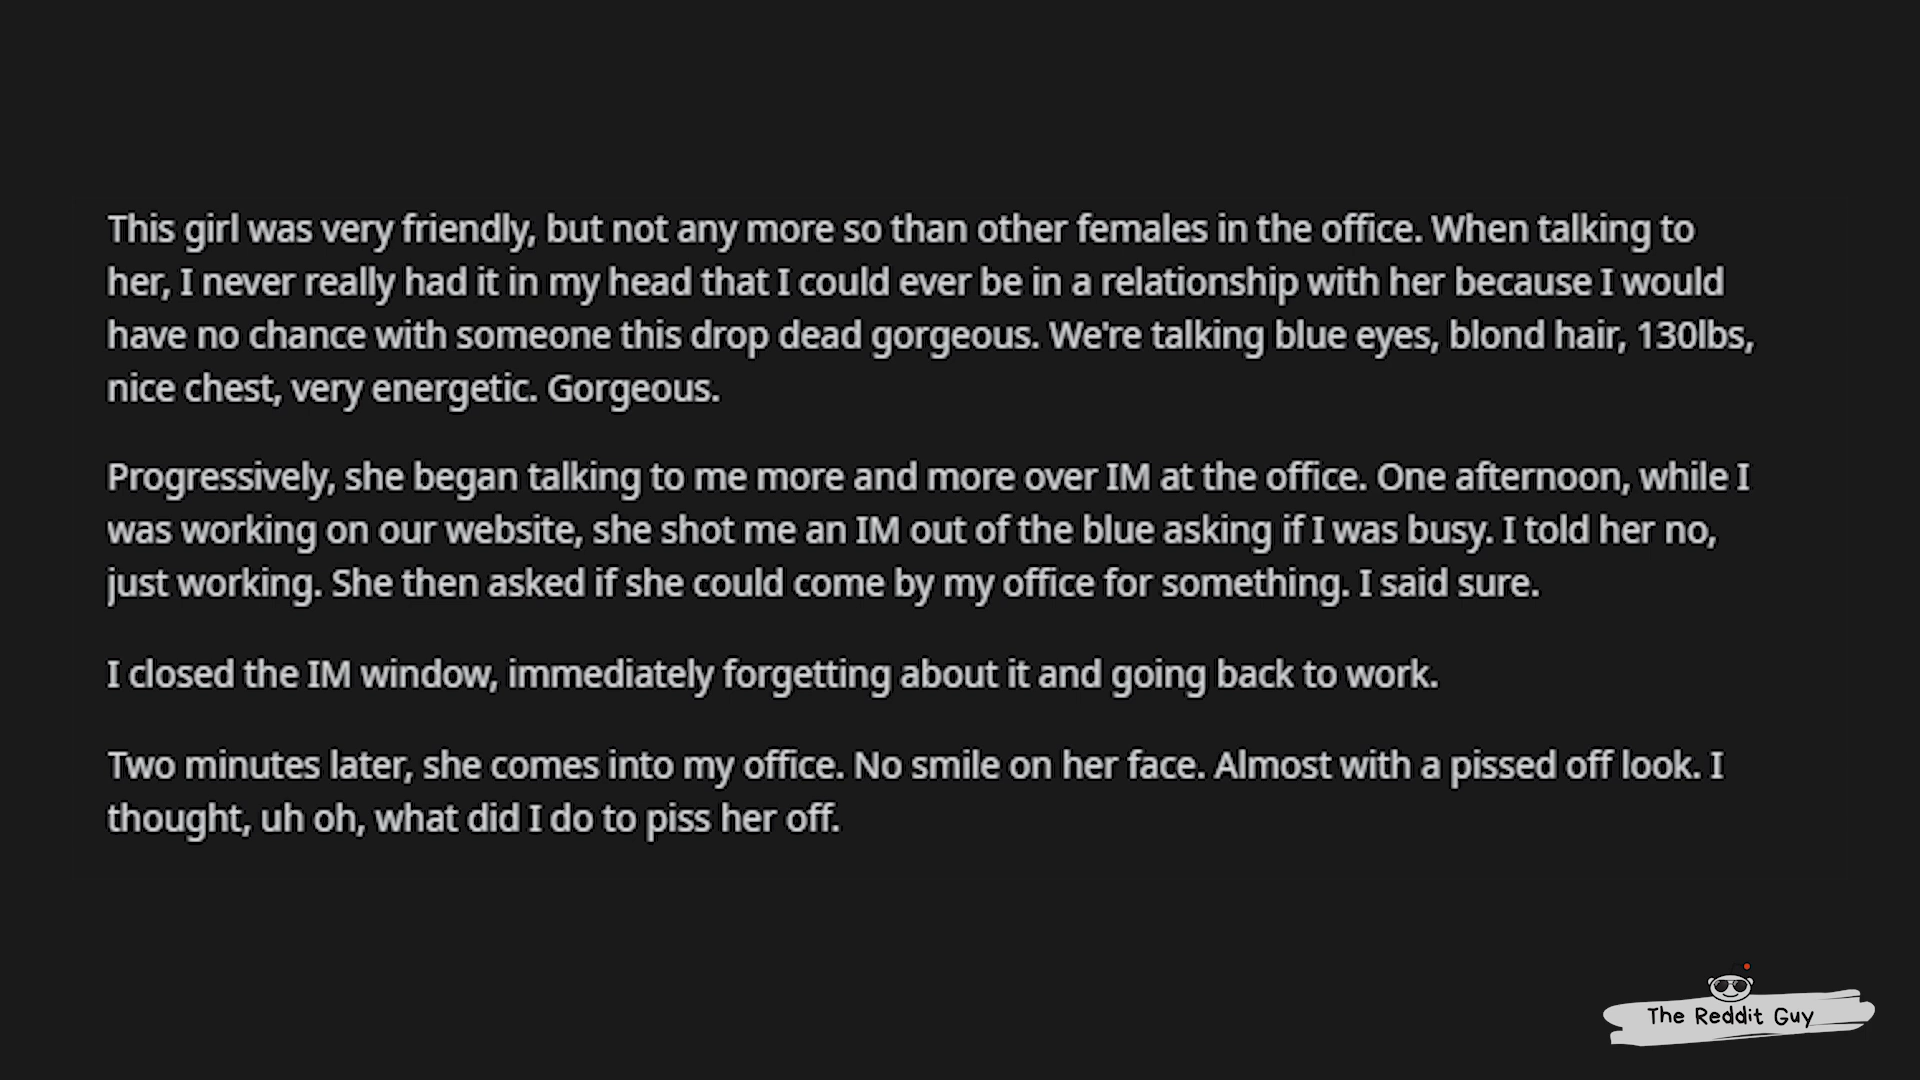 This girl was very friendly, but not any more so than other females in the office. When talking to
her, I never really had it in my head that I could ever be in a relationship with her because I would
have no chance with someone this drop dead gorgeous. We're talking blue eyes, blond hair, 130lbs,
nice chest, very energetic. Gorgeous.
Progressively, she began talking to me more and more over IM at the office. One afternoon, while I
was working on our website, she shot me an IM out of the blue asking if I was busy. I told her no,
just working. She then asked if she could come by my office for something. I said sure.
I closed the IM window, immediately forgetting about it and going back to work.
Two minutes later, she comes into my office. No smile on her face. Almost with a pissed off look. I
thought, uh oh, what did I do to piss her off.
The Reddit Guy